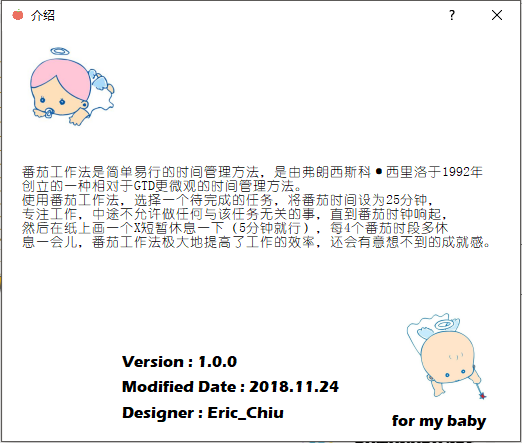 介绍
?
番茄工作法是简单易行的时间管理方法，是由弗朗西斯科●西里洛于1992年
创立的一种相对于GTD更微观的时间管理方法。
使用番茄工作法，选择一个待完成的任务，将番茄时间设为25分钟，
专注工作，中途不允许做任何与该任务无关的事，直到番茄时钟响起，
然后在纸上画一个X短暂休息一下（5分钟就行），每4个番茄时段多休
息一会儿，番茄工作法极大地提高了工作的效率，还会有意想不到的成就感。
Version : 1.0.0
Modified Date : 2018.11.24
Designer : Eric_Chiu
for my baby